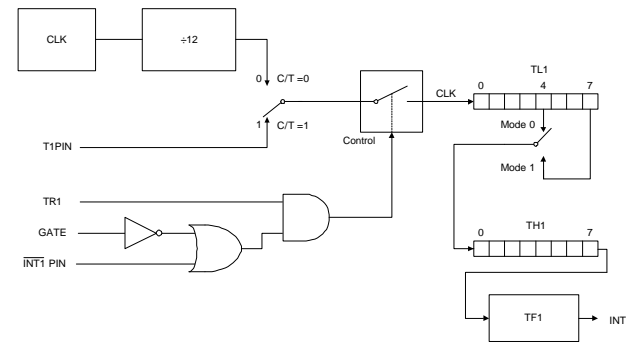 CLK
÷12
0 C/T=0
1 C/T =1
T1PIN
Control
CLK
TL1
0 4 7
Mode 0
Mode 1
TR1
GATE
INT1 PIN
TH1
0 7
TF1
INT